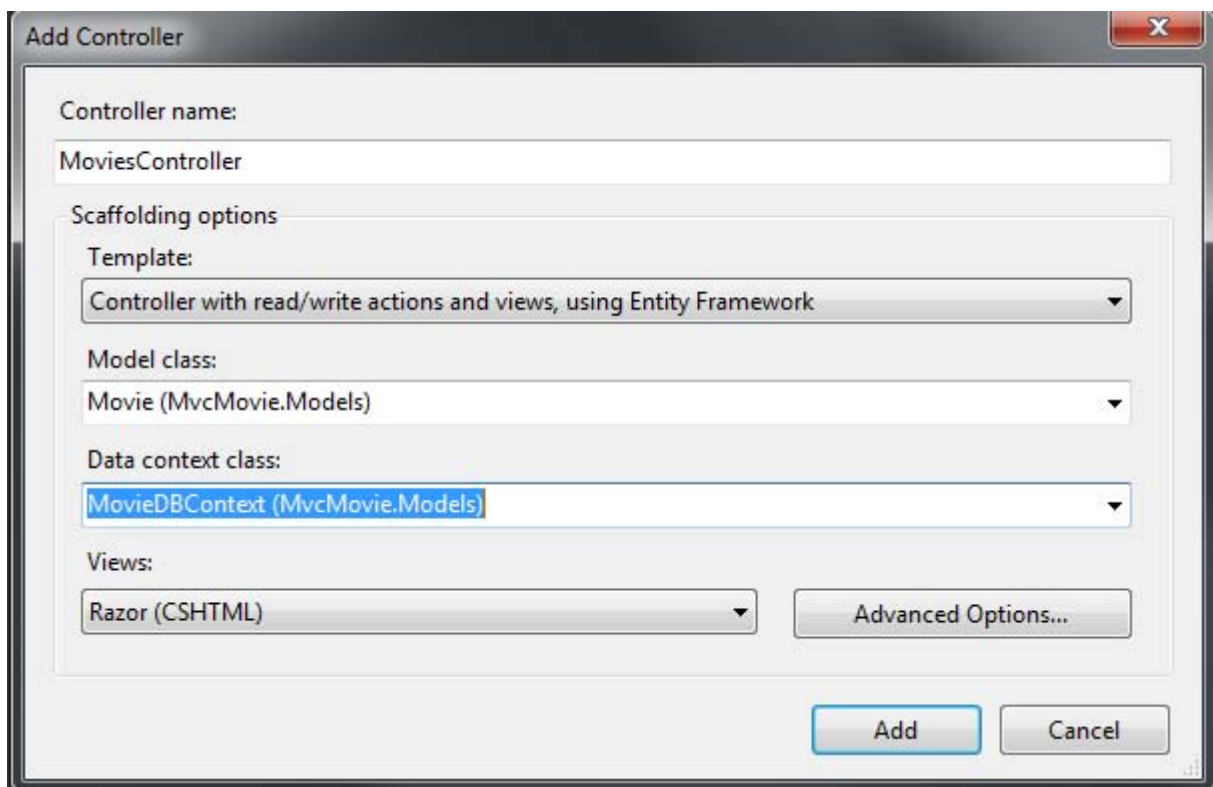 Add Controller
Controller name:
MoviesController
Scaffolding options
Template:
Controller with read/write actions and views, using Entity Framework
Model class:
Movie (MvcMovie.Models)
Data context class:
MovieDBContext (MvcMovie.Models)
Views:
Razor (CSHTML)
Advanced Options...
Add
Cancel